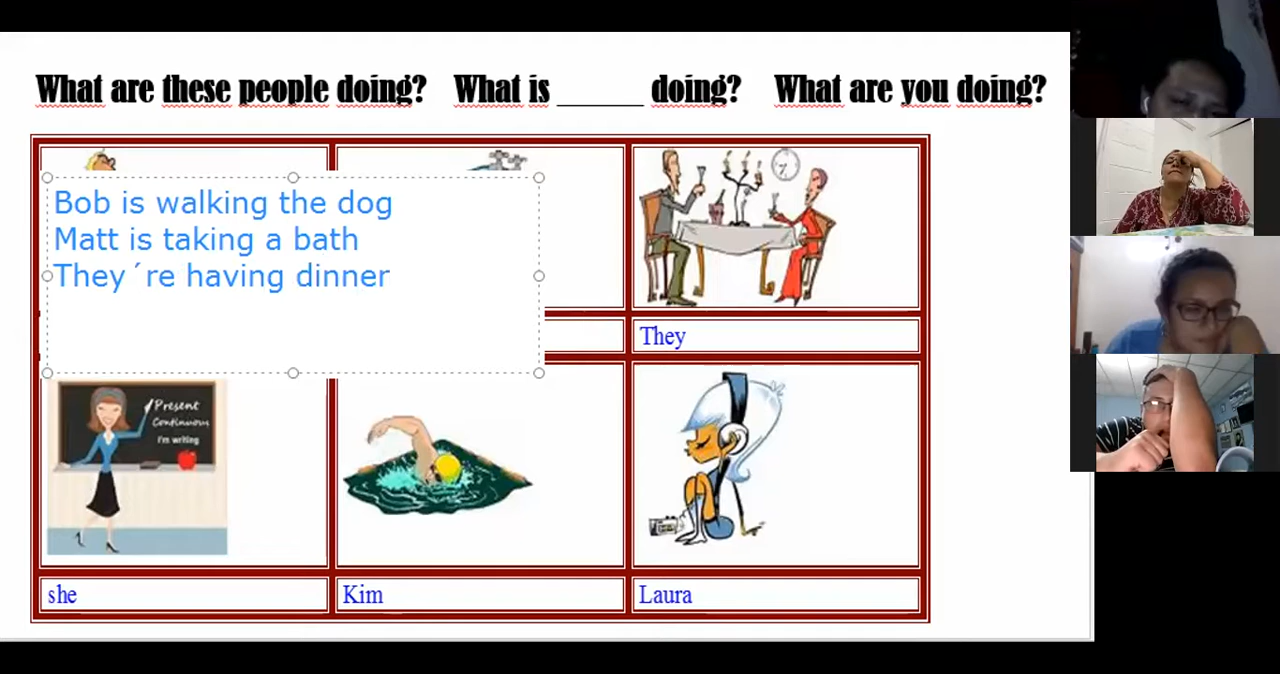 What are these people doing? What is ______ doing? What are you doing?
Bob is walking the dog
Matt is taking a bath
They´re having dinner
They
Present
Continuous
I'm writing
she
Kim
Laura